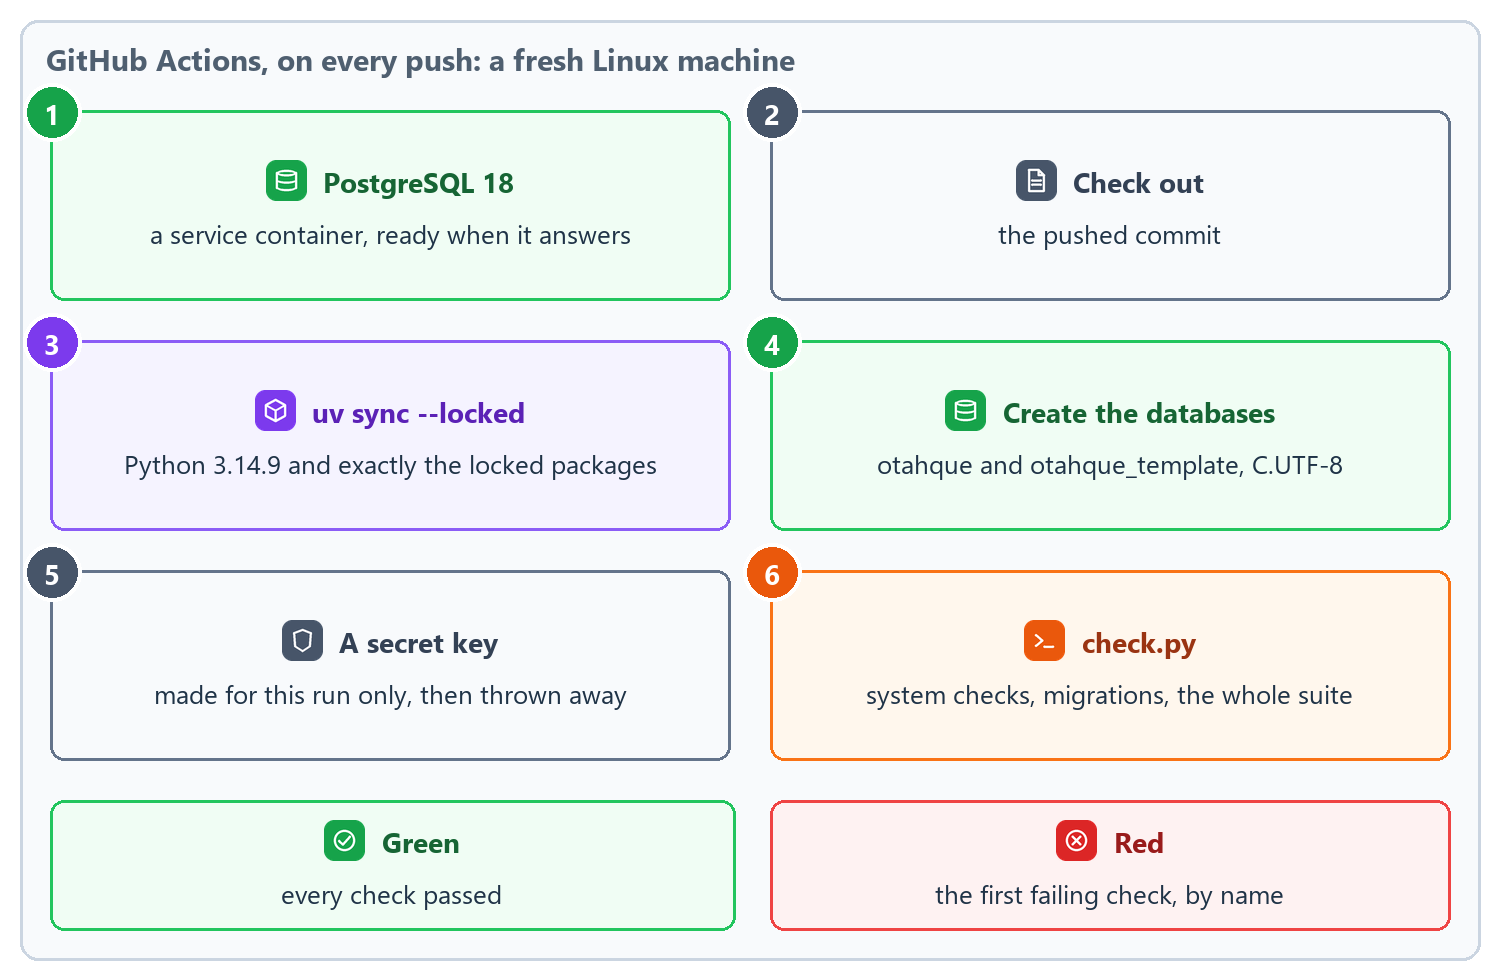 GitHub Actions, on every push: a fresh Linux machine
1
PostgreSQL 18
a service container, ready when it answers
2
Check out
the pushed commit
3
uv sync --locked
Python 3.14.9 and exactly the locked packages
4
Create the databases
otahque and otahque_template, C.UTF-8
5
A secret key
made for this run only, then thrown away
6
check.py
system checks, migrations, the whole suite
Green
every check passed
Red
the first failing check, by name